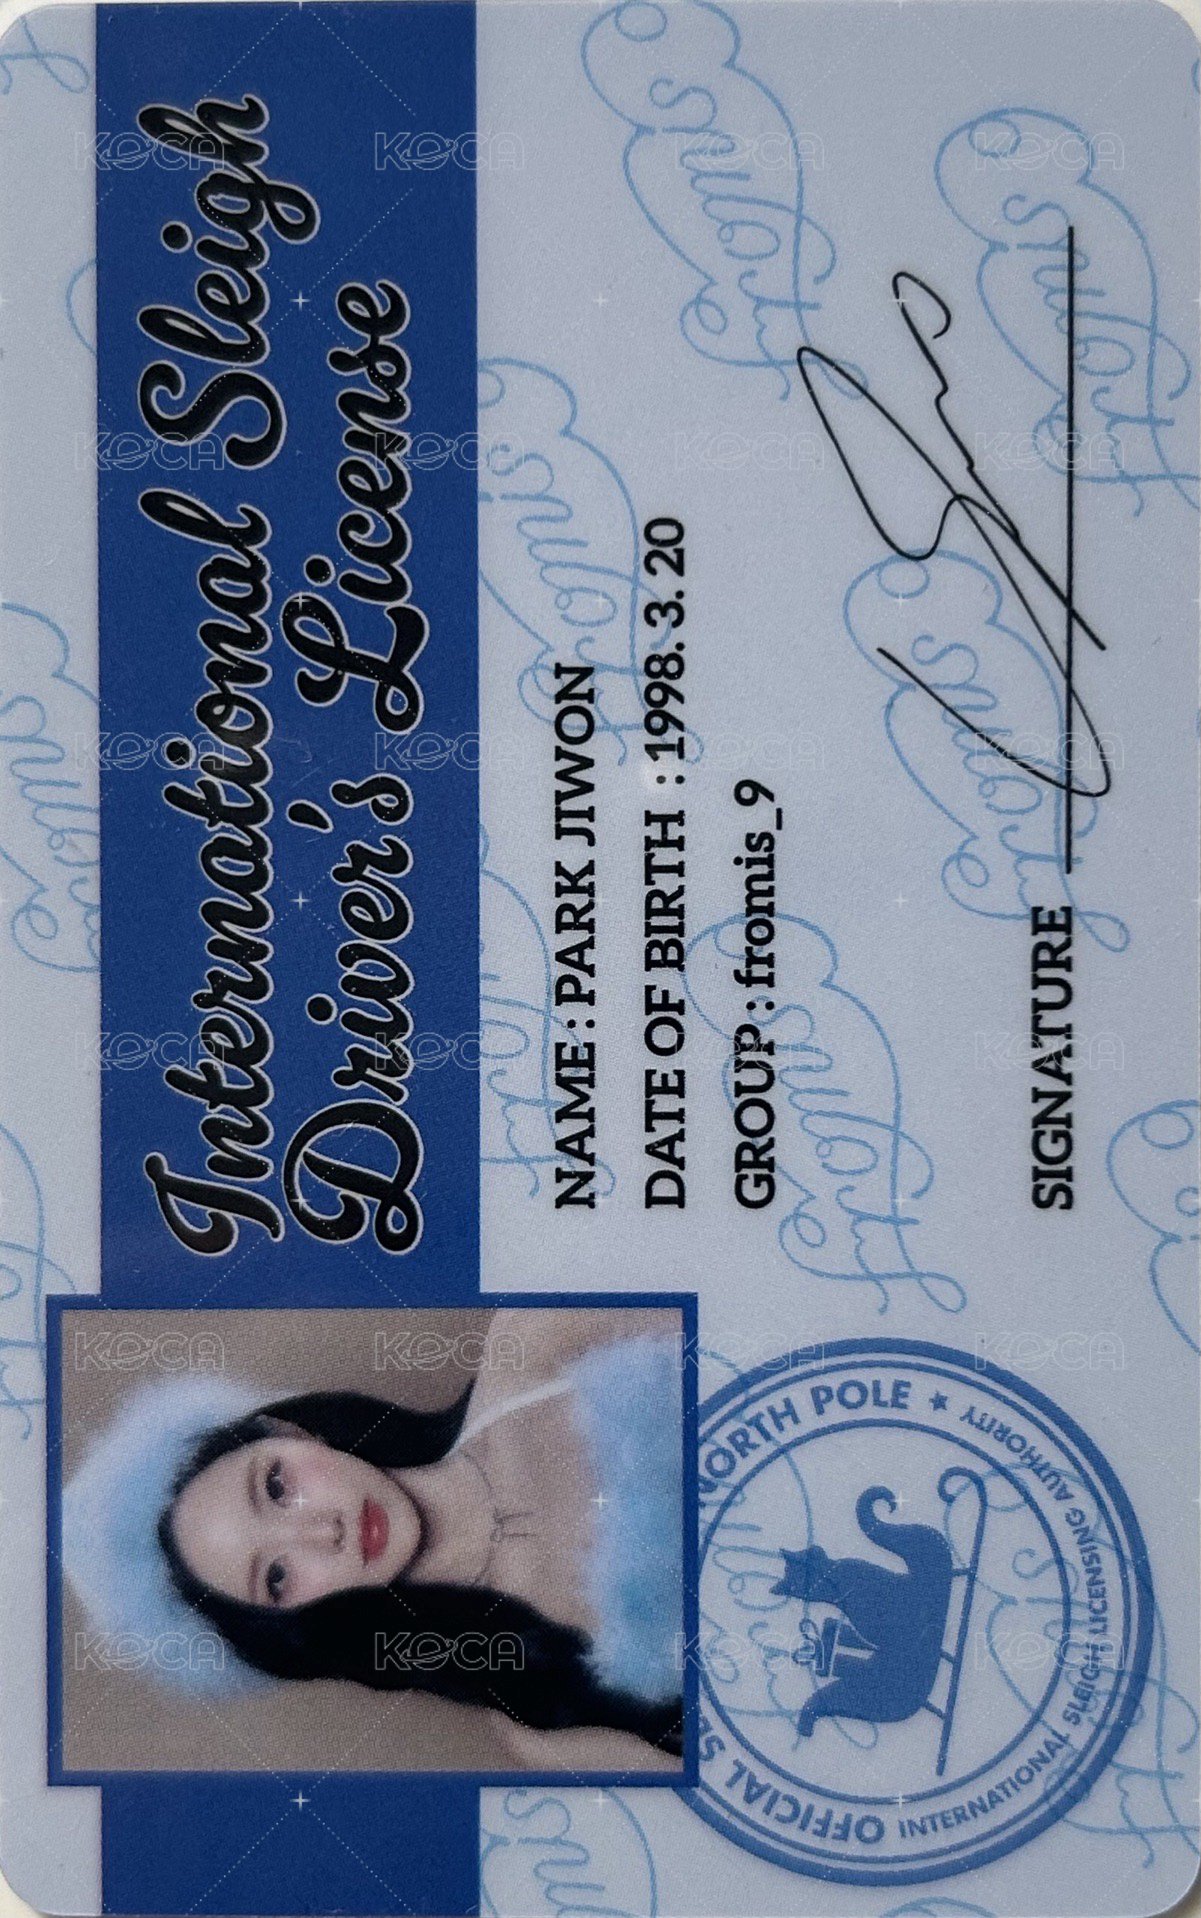 International Sleigh
Driver's License
NAME : PARK JIWON
DATE OF BIRTH : 1998. 3. 20
GROUP : fromis_9
SIGNATURE
OFFICIAL
NORTH POLE ★
INTERNATIONAL SLEIGH LICENSING AUTHORITY
KOCA